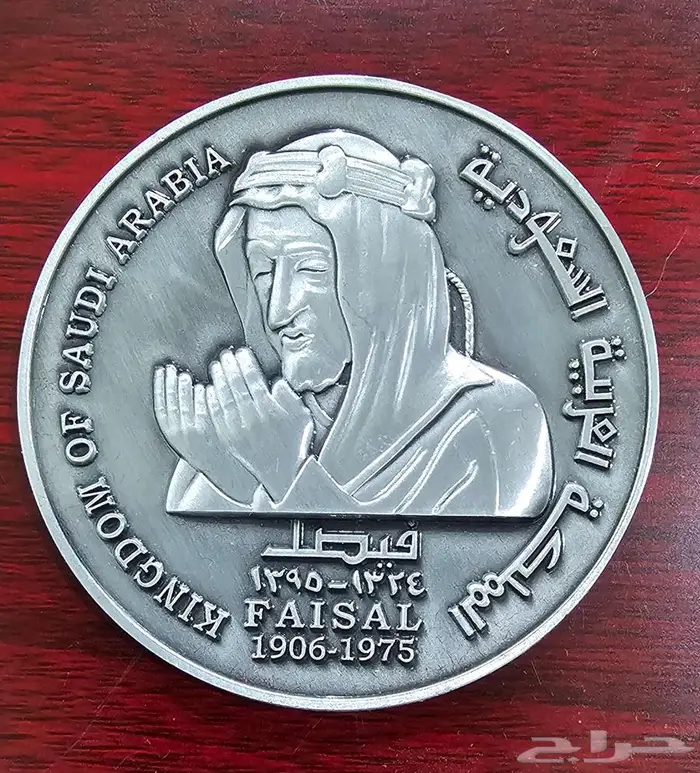 KINGDOM OF SAUDI ARABIA
المملكة العربية السعودية
فيصل
١٣٢٤-١٣٩٥
FAISAL
1906-1975
حراج